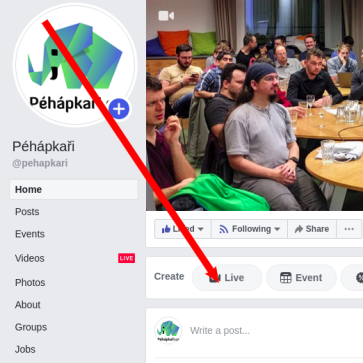 Péhápkaři
Péhápkaři
@pehapkari
Home
Posts
Events
Videos
LIVE
Photos
About
Groups
Jobs
Liked
Following
Share
Create
Live
Event
Write a post...